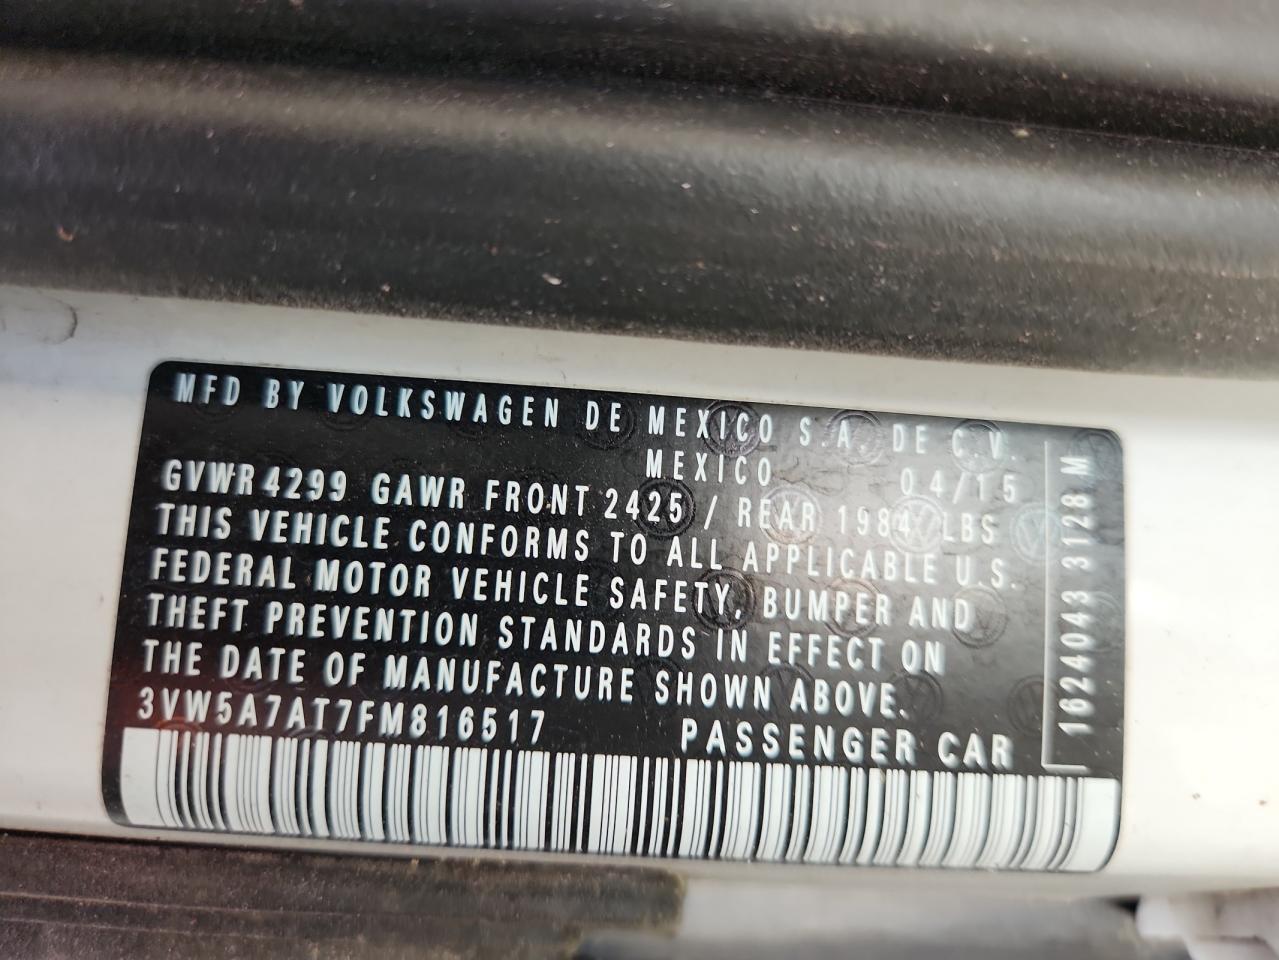 MFD BY VOLKSWAGEN DE MEXICO S.A. DE C.V.
MEXICO 04/15
GVWR 4299 GAWR FRONT 2425 / REAR 1984 LBS
THIS VEHICLE CONFORMS TO ALL APPLICABLE U.S.
FEDERAL MOTOR VEHICLE SAFETY, BUMPER AND
THEFT PREVENTION STANDARDS IN EFFECT ON
THE DATE OF MANUFACTURE SHOWN ABOVE.
3VW5A7AT7FM816517 PASSENGER CAR
1624043 3128 M